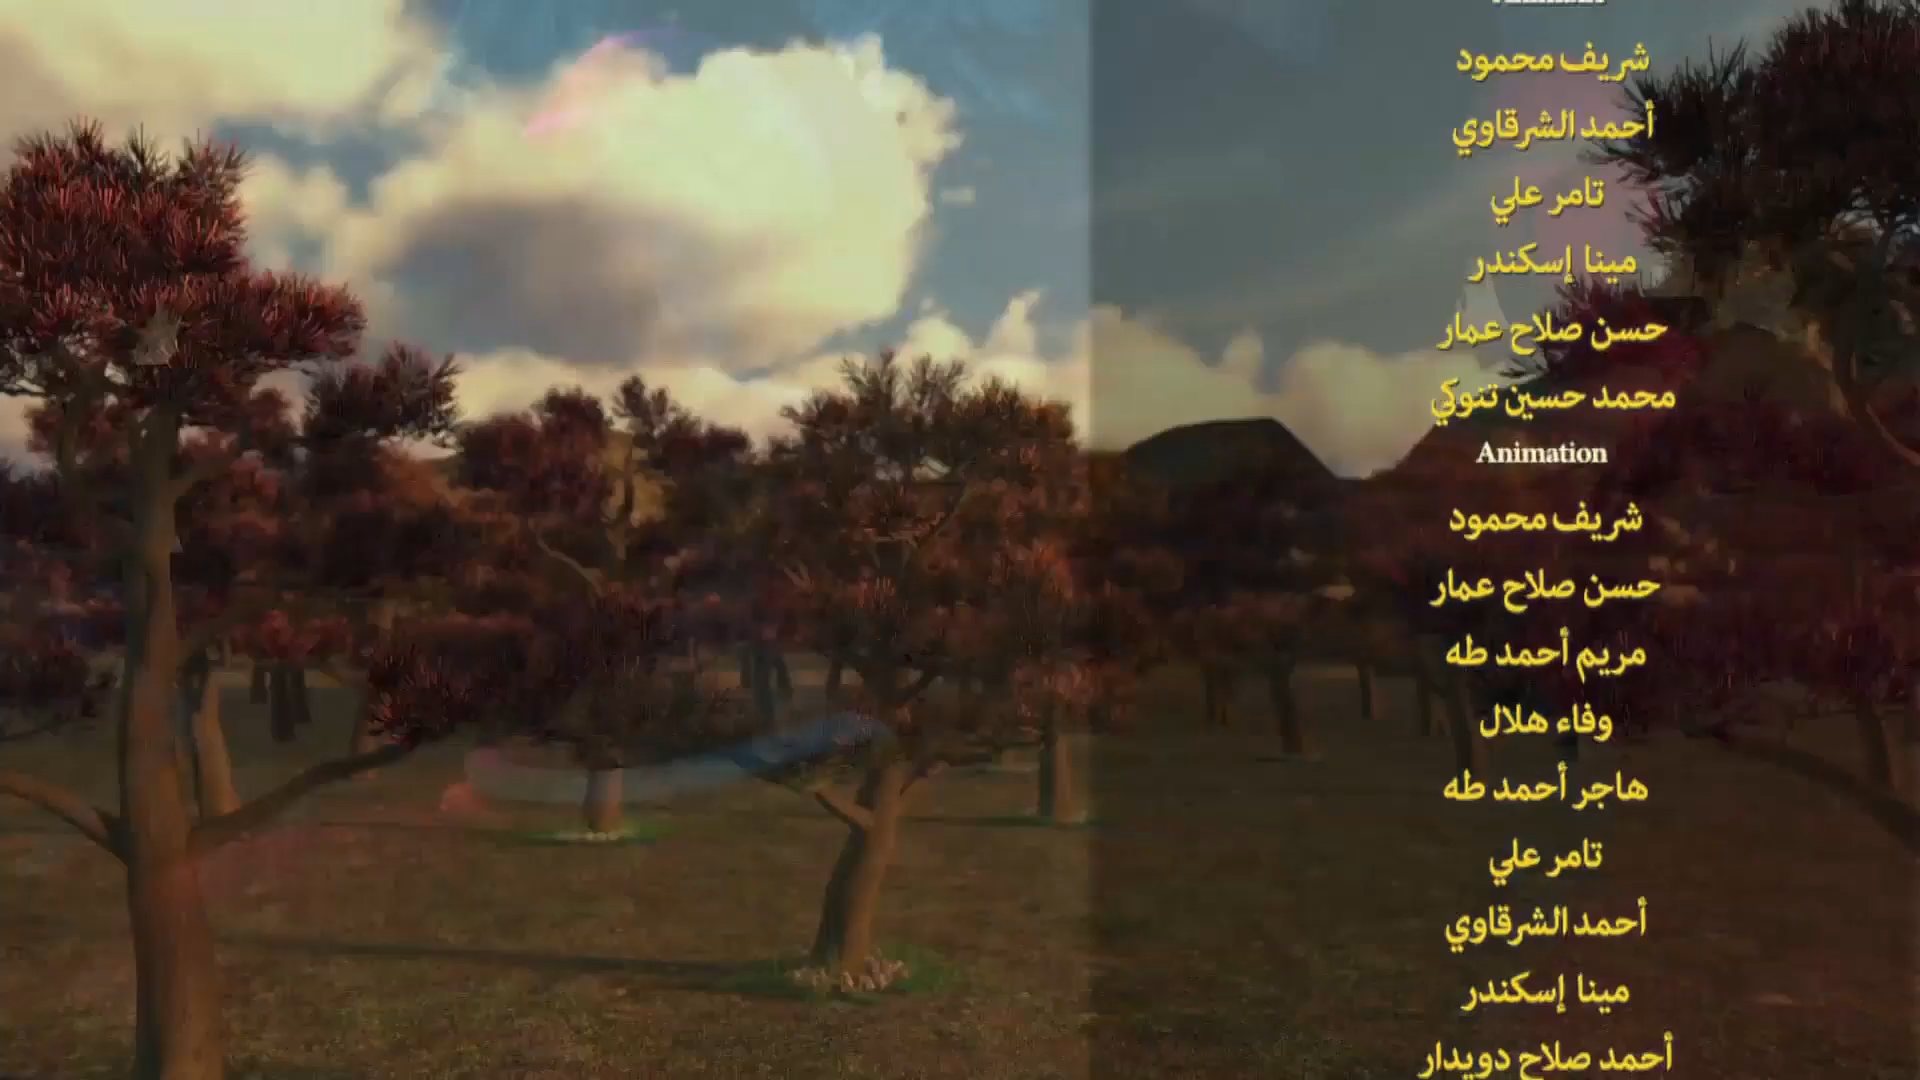 شريف محمود
أحمد الشرقاوي
تامر علي
مينا إسكندر
حسن صلاح عمار
محمد حسين تنوكي
Animation
شريف محمود
حسن صلاح عمار
مريم أحمد طه
وفاء هلال
هاجر أحمد طه
تامر علي
أحمد الشرقاوي
مينا إسكندر
أحمد صلاح دويدار